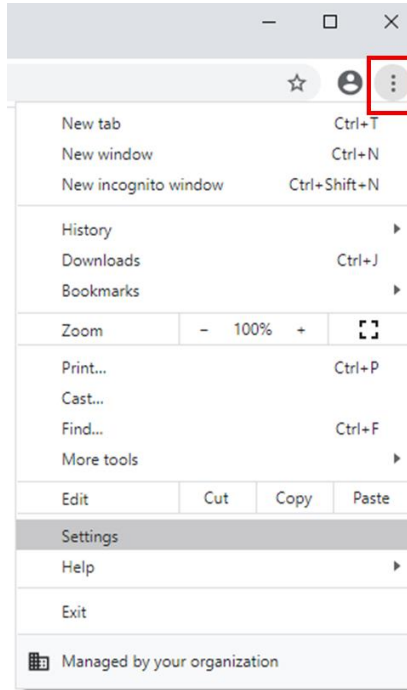 New tab Ctrl+T
New window Ctrl+N
New incognito window Ctrl+Shift+N
History
Downloads Ctrl+J
Bookmarks
Zoom - 100% +
Print... Ctrl+P
Cast...
Find... Ctrl+F
More tools
Edit Cut Copy Paste
Settings
Help
Exit
Managed by your organization